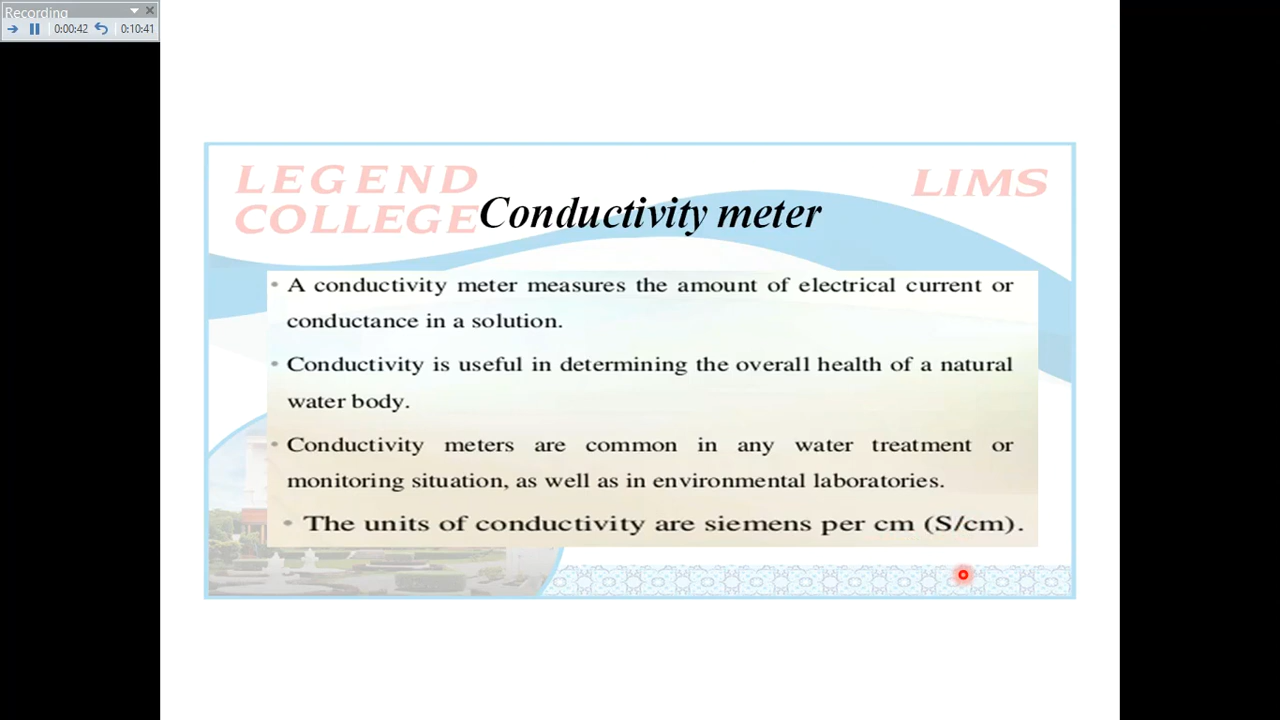 Recording
0:00:42
0:10:41
LEGEND
COLLEGE
LIMS
Conductivity meter
• A conductivity meter measures the amount of electrical current or
conductance in a solution.
• Conductivity is useful in determining the overall health of a natural
water body.
• Conductivity meters are common in any water treatment or
monitoring situation, as well as in environmental laboratories.
• The units of conductivity are siemens per cm (S/cm).